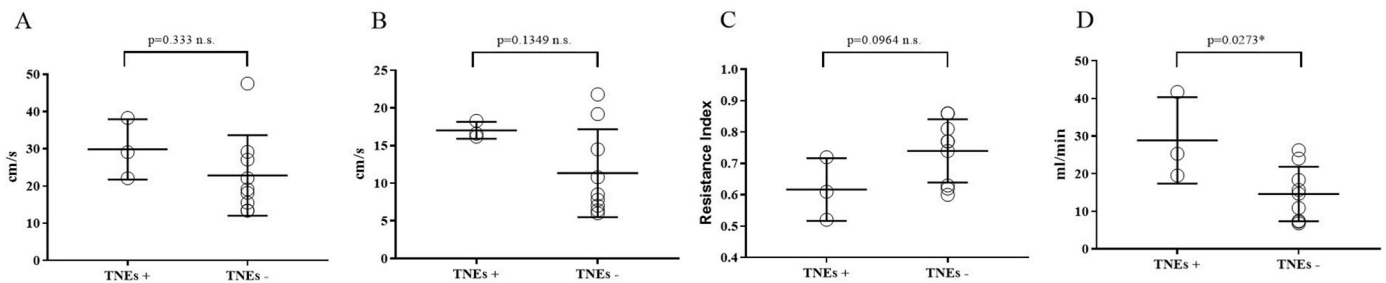 A
p=0.333 n.s.
50
40
30
20
10
0
cm/s
TNEs +
TNEs -
B
p=0.1349 n.s.
25
20
15
10
5
0
cm/s
TNEs +
TNEs -
C
p=0.0964 n.s.
1.0
0.9
0.8
0.7
0.6
0.5
0.4
Resistance Index
TNEs +
TNEs -
D
p=0.0273*
50
40
30
20
10
0
ml/min
TNEs +
TNEs -